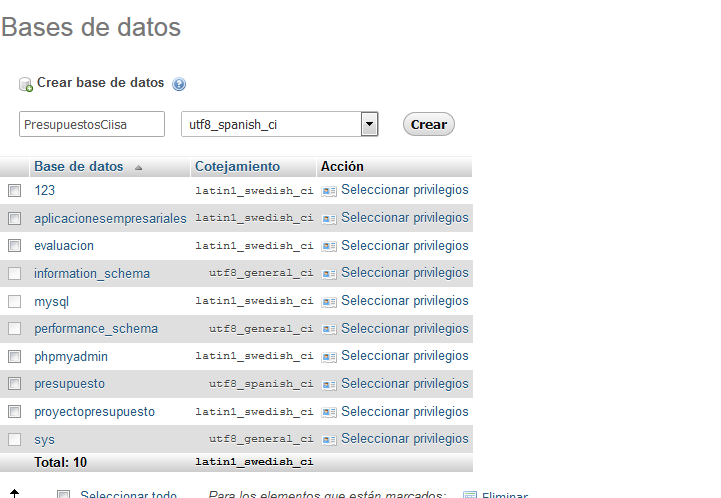 Bases de datos
Crear base de datos
PresupuestosCiisa utf8_spanish_ci Crear
Base de datos Cotejamiento Acción
123 latin1_swedish_ci Seleccionar privilegios
aplicacionesempresariales latin1_swedish_ci Seleccionar privilegios
evaluacion latin1_swedish_ci Seleccionar privilegios
information_schema utf8_general_ci Seleccionar privilegios
mysql latin1_swedish_ci Seleccionar privilegios
performance_schema utf8_general_ci Seleccionar privilegios
phpmyadmin latin1_swedish_ci Seleccionar privilegios
presupuesto utf8_spanish_ci Seleccionar privilegios
proyectopresupuesto latin1_swedish_ci Seleccionar privilegios
sys utf8_general_ci Seleccionar privilegios
Total: 10 latin1_swedish_ci
Seleccionar todo Para los elementos que están marcados: Eliminar